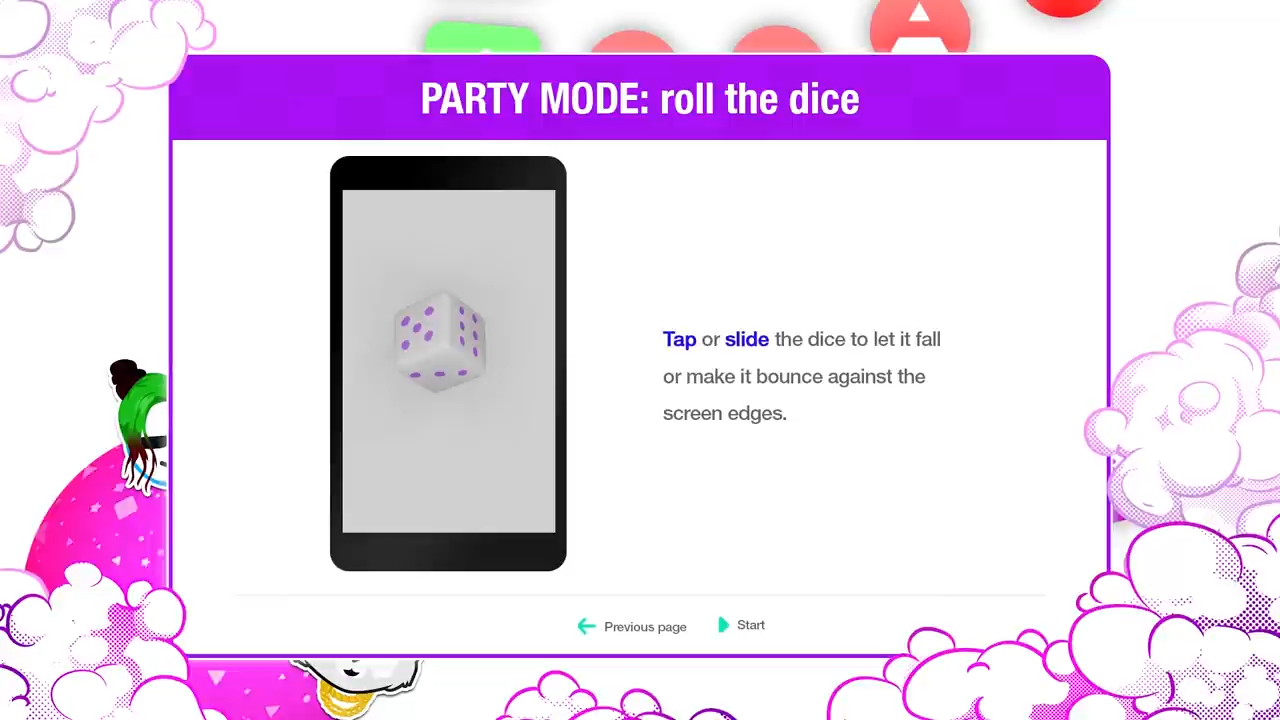 PARTY MODE: roll the dice
Tap or slide the dice to let it fall
or make it bounce against the
screen edges.
Previous page
Start